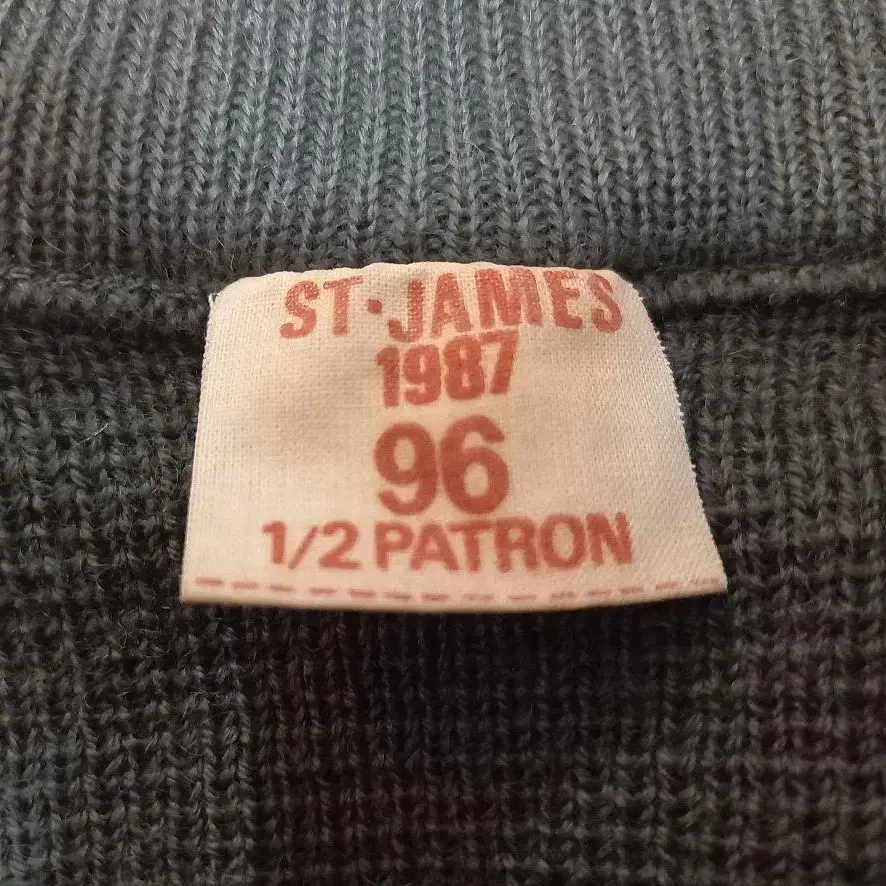 ST·JAMES
1987
96
1/2 PATRON